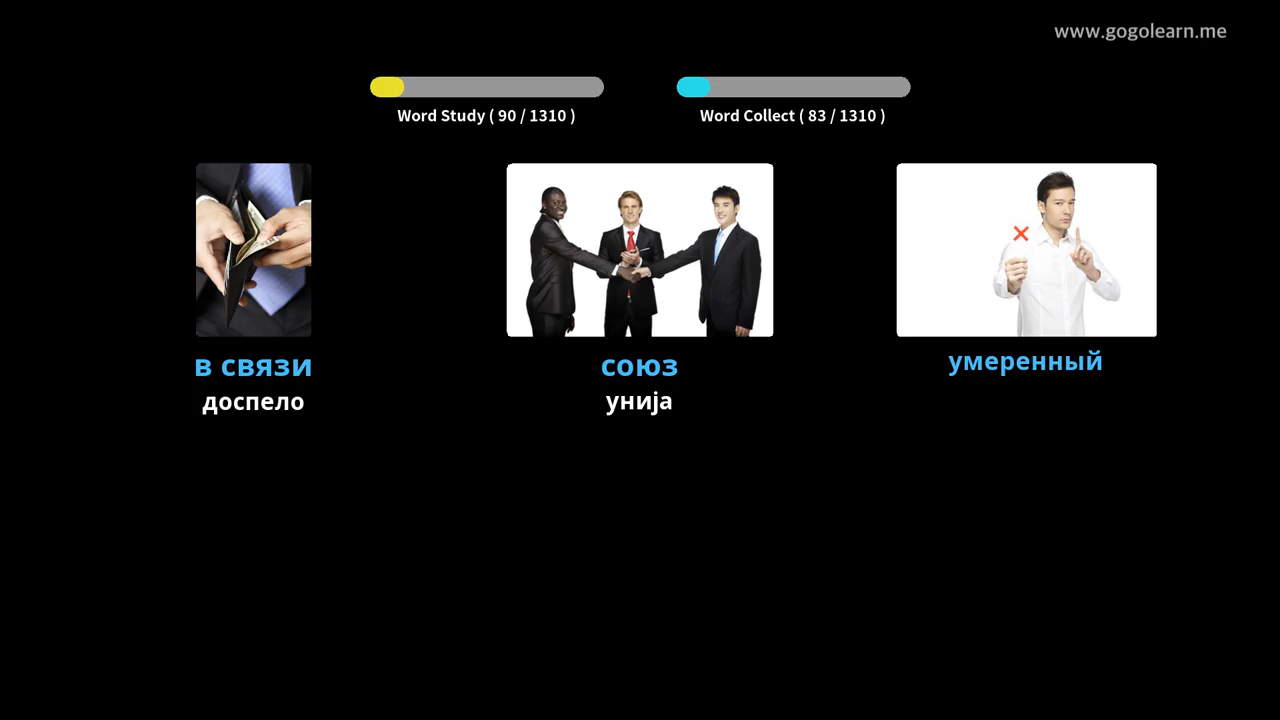 www.gogolearn.me
Word Study ( 90 / 1310 )
Word Collect ( 83 / 1310 )
в связи
доспело
союз
унија
умеренный